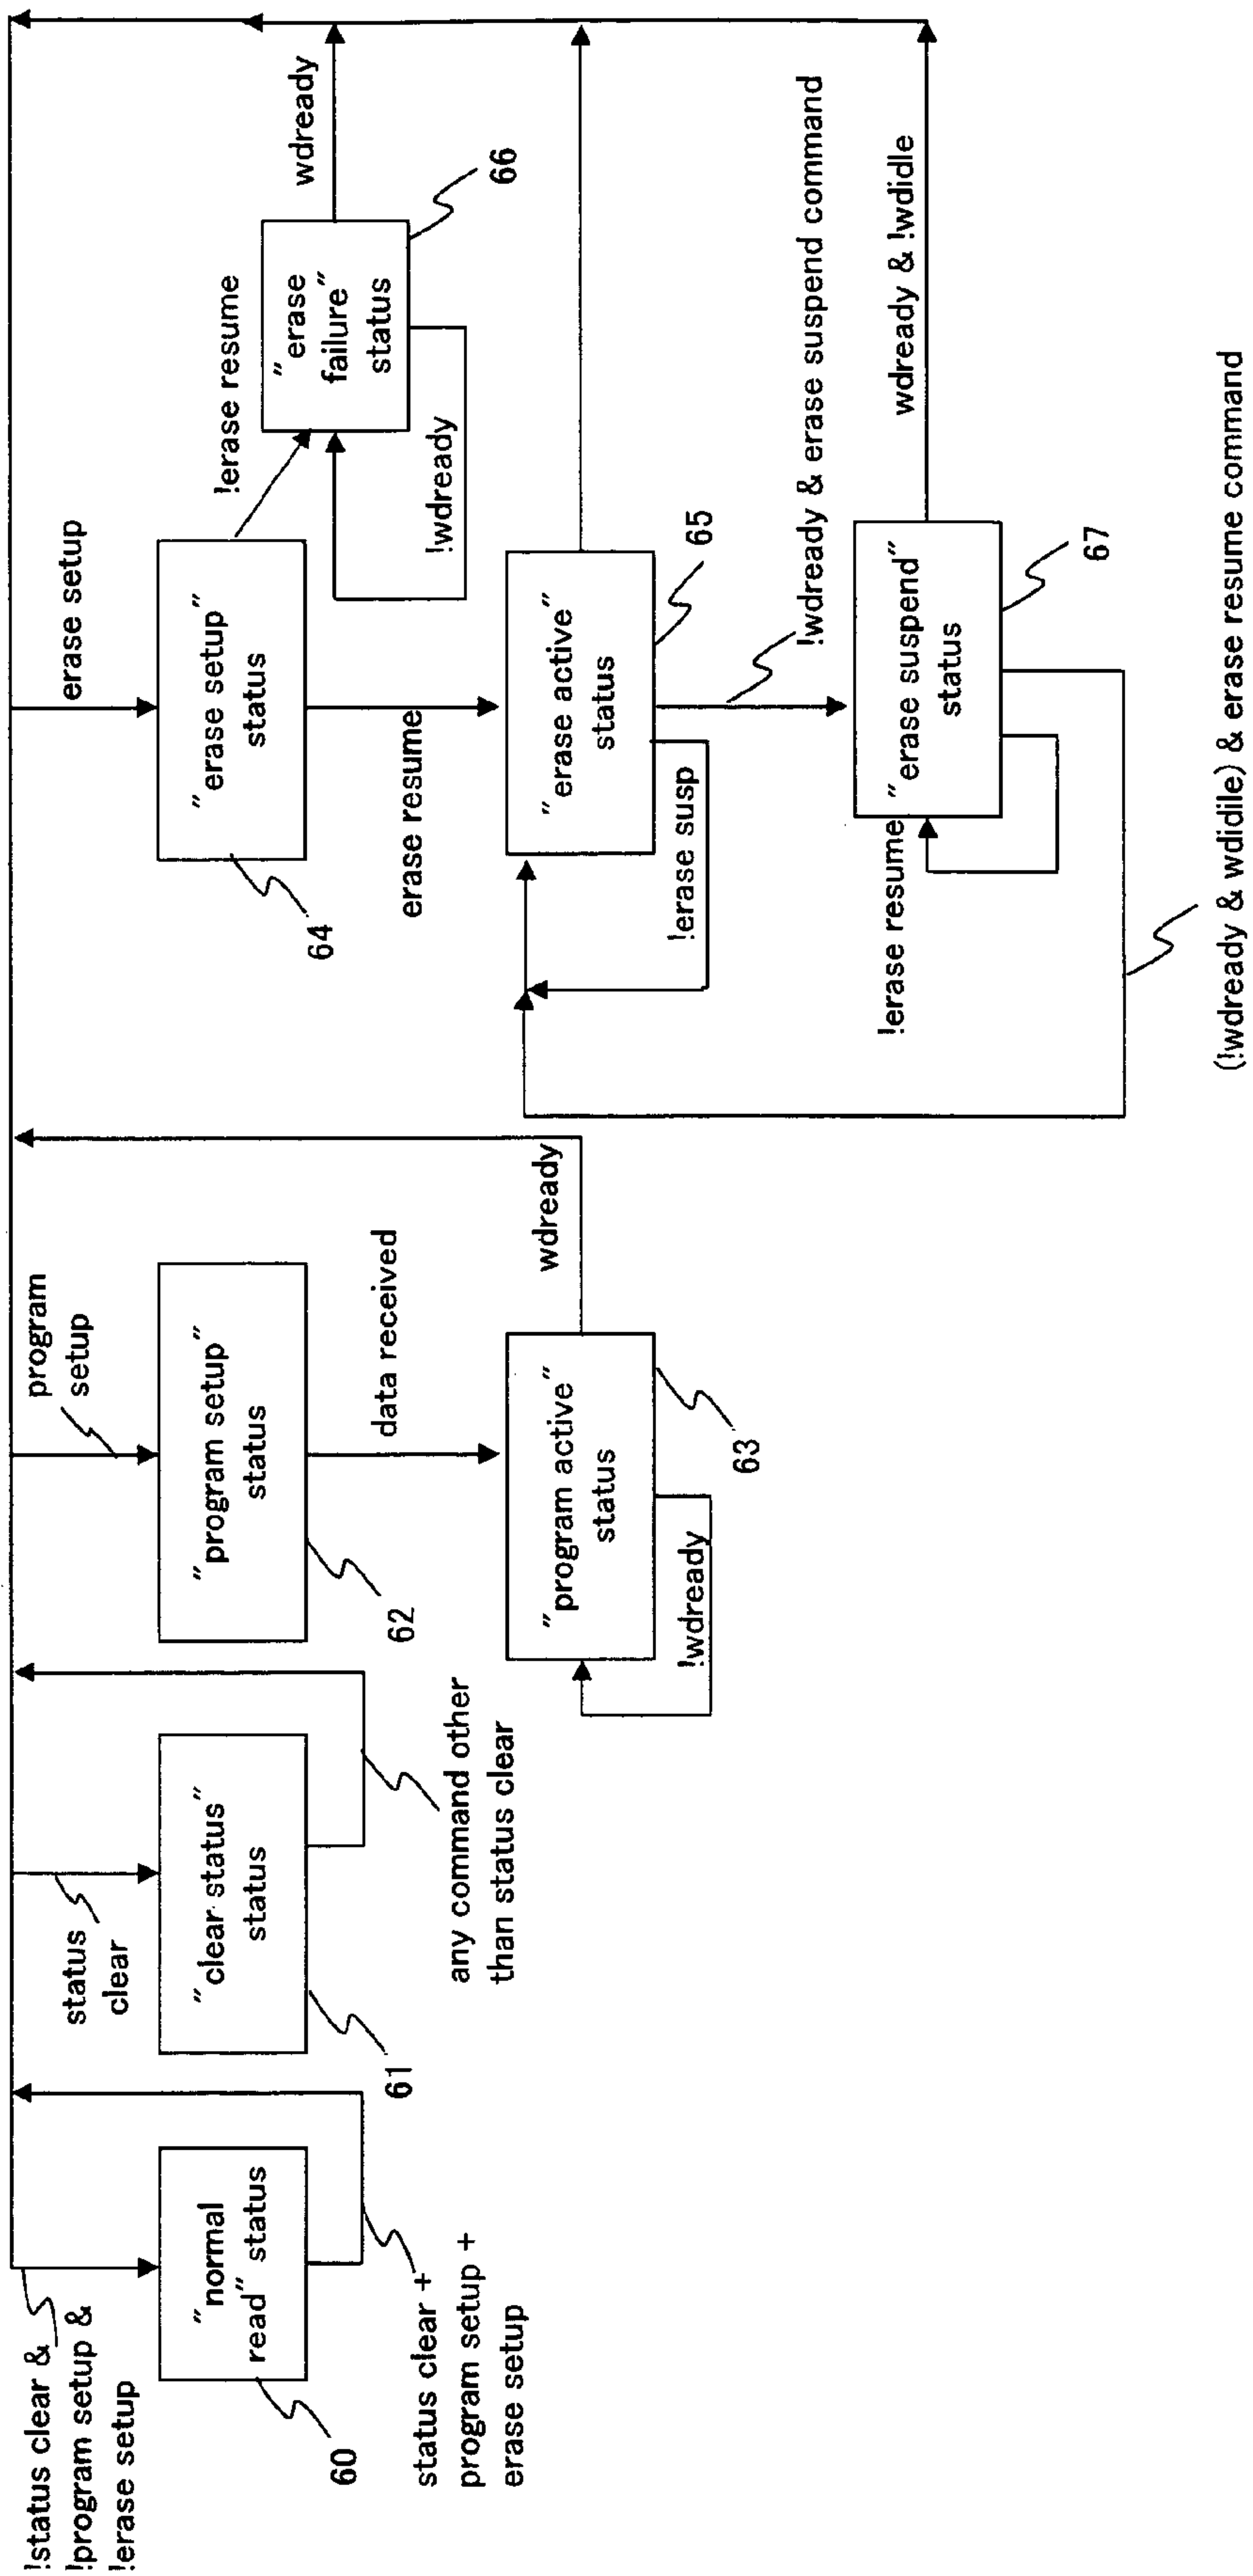 !status clear &
!program setup &
!erase setup
"normal
read" status
60
status clear +
program setup +
erase setup
status
clear
"clear status"
status
61
any command other
than status clear
program
setup
"program setup"
status
62
data received
"program active"
status
63
!wdready
wdready
erase setup
"erase setup"
status
64
!erase resume
"erase
failure"
status
66
wdready
!wdready
erase resume
"erase active"
status
65
!erase susp
!wdready & erase suspend command
"erase suspend"
status
67
!erase resume
wdready & !wdidle
(!wdready & wdidile) & erase resume command